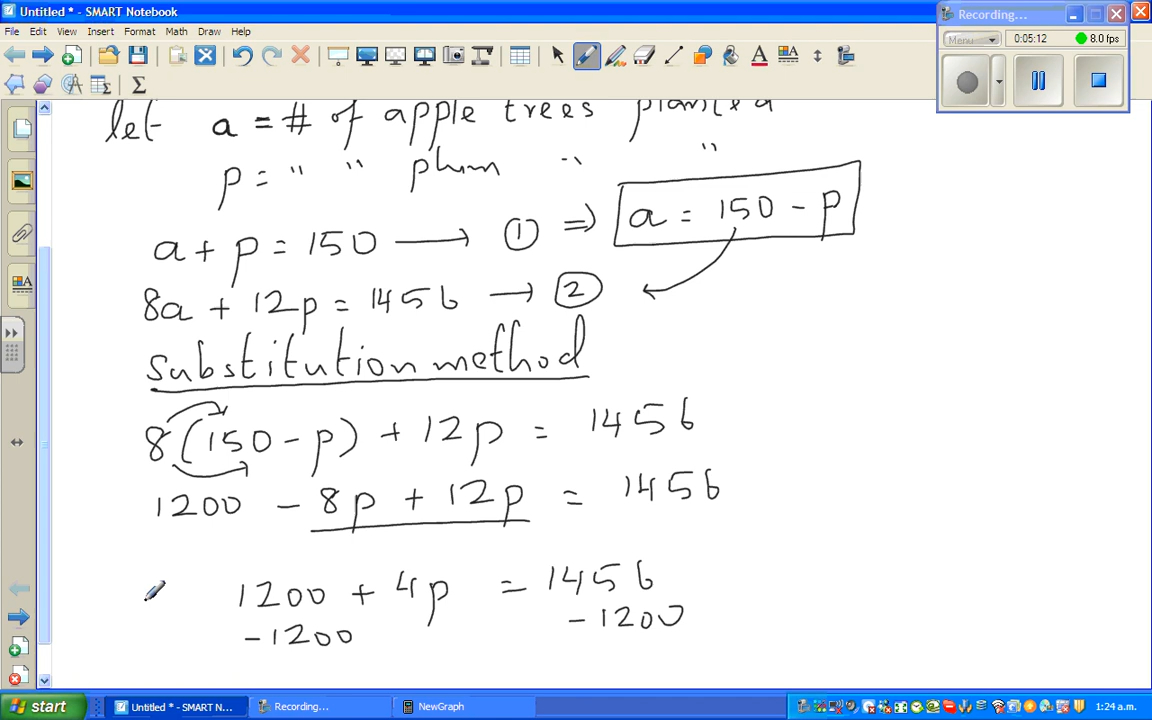 Untitled * - SMART Notebook
File Edit View Insert Format Math Draw Help
Recording...
Menu
0:05:12
8.0 fps
let a = # of apple trees planted
p = " " plum " "
a + p = 150 → ① ⇒ a = 150 - p
8a + 12p = 1456 → ②
substitution method
8(150 - p) + 12p = 1456
1200 - 8p + 12p = 1456
1200 + 4p = 1456
-1200 -1200
start
Untitled * - SMART N...
Recording...
NewGraph
1:24 a.m.